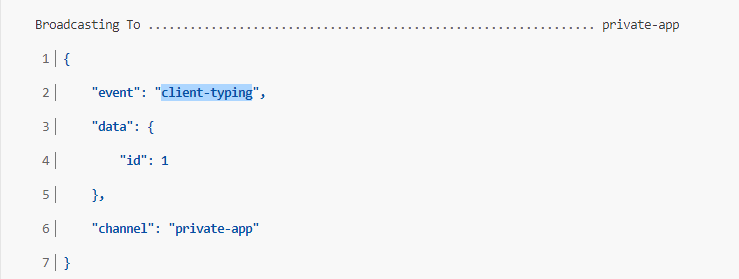 Broadcasting To ................................................................ private-app
1| {
2|     "event": "client-typing",
3|     "data": {
4|         "id": 1
5|     },
6|     "channel": "private-app"
7| }